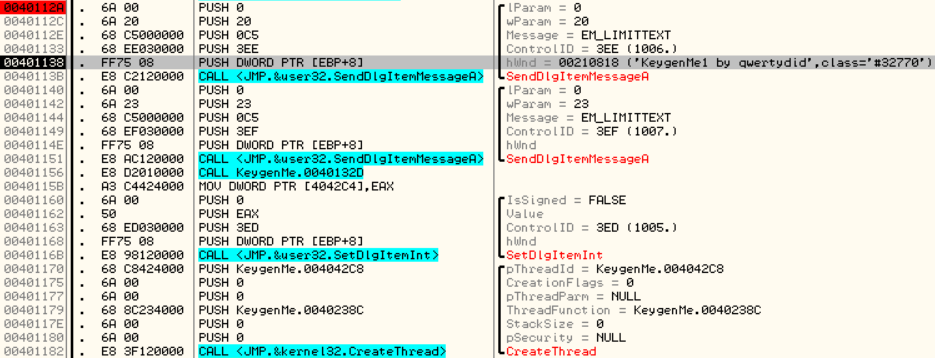 0040112A . 6A 00 PUSH 0 lParam = 0
0040112C . 6A 20 PUSH 20 wParam = 20
0040112E . 68 C5000000 PUSH 0C5 Message = EM_LIMITTEXT
00401133 . 68 EE030000 PUSH 3EE ControlID = 3EE (1006.)
00401138 . FF75 08 PUSH DWORD PTR [EBP+8] hWnd = 00210818 ('KeygenMe1 by qwertydid',class='#32770')
0040113B . E8 C2120000 CALL <JMP.&user32.SendDlgItemMessageA> SendDlgItemMessageA
00401140 . 6A 00 PUSH 0 lParam = 0
00401142 . 6A 23 PUSH 23 wParam = 23
00401144 . 68 C5000000 PUSH 0C5 Message = EM_LIMITTEXT
00401149 . 68 EF030000 PUSH 3EF ControlID = 3EF (1007.)
0040114E . FF75 08 PUSH DWORD PTR [EBP+8] hWnd
00401151 . E8 AC120000 CALL <JMP.&user32.SendDlgItemMessageA> SendDlgItemMessageA
00401156 . E8 D2010000 CALL KeygenMe.0040132D
0040115B . A3 C4424000 MOV DWORD PTR [4042C4],EAX
00401160 . 6A 00 PUSH 0 IsSigned = FALSE
00401162 . 50 PUSH EAX Value
00401163 . 68 ED030000 PUSH 3ED ControlID = 3ED (1005.)
00401168 . FF75 08 PUSH DWORD PTR [EBP+8] hWnd
0040116B . E8 98120000 CALL <JMP.&user32.SetDlgItemInt> SetDlgItemInt
00401170 . 68 C8424000 PUSH KeygenMe.004042C8 pThreadId = KeygenMe.004042C8
00401175 . 6A 00 PUSH 0 CreationFlags = 0
00401177 . 6A 00 PUSH 0 pThreadParm = NULL
00401179 . 68 8C234000 PUSH KeygenMe.0040238C ThreadFunction = KeygenMe.0040238C
0040117E . 6A 00 PUSH 0 StackSize = 0
00401180 . 6A 00 PUSH 0 pSecurity = NULL
00401182 . E8 3F120000 CALL <JMP.&kernel32.CreateThread> CreateThread